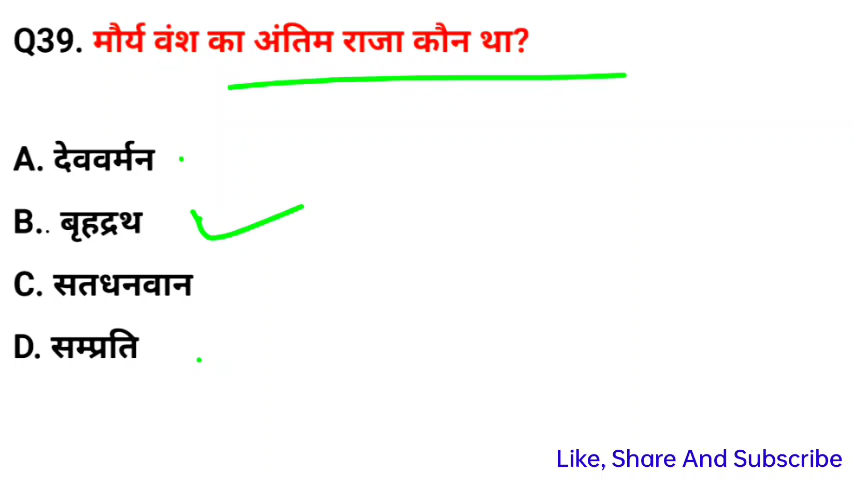 Q39. मौर्य वंश का अंतिम राजा कौन था?
A. देववर्मन
B.. बृहद्रथ
C. सतधनवान
D. सम्प्रति
Like, Share And Subscribe